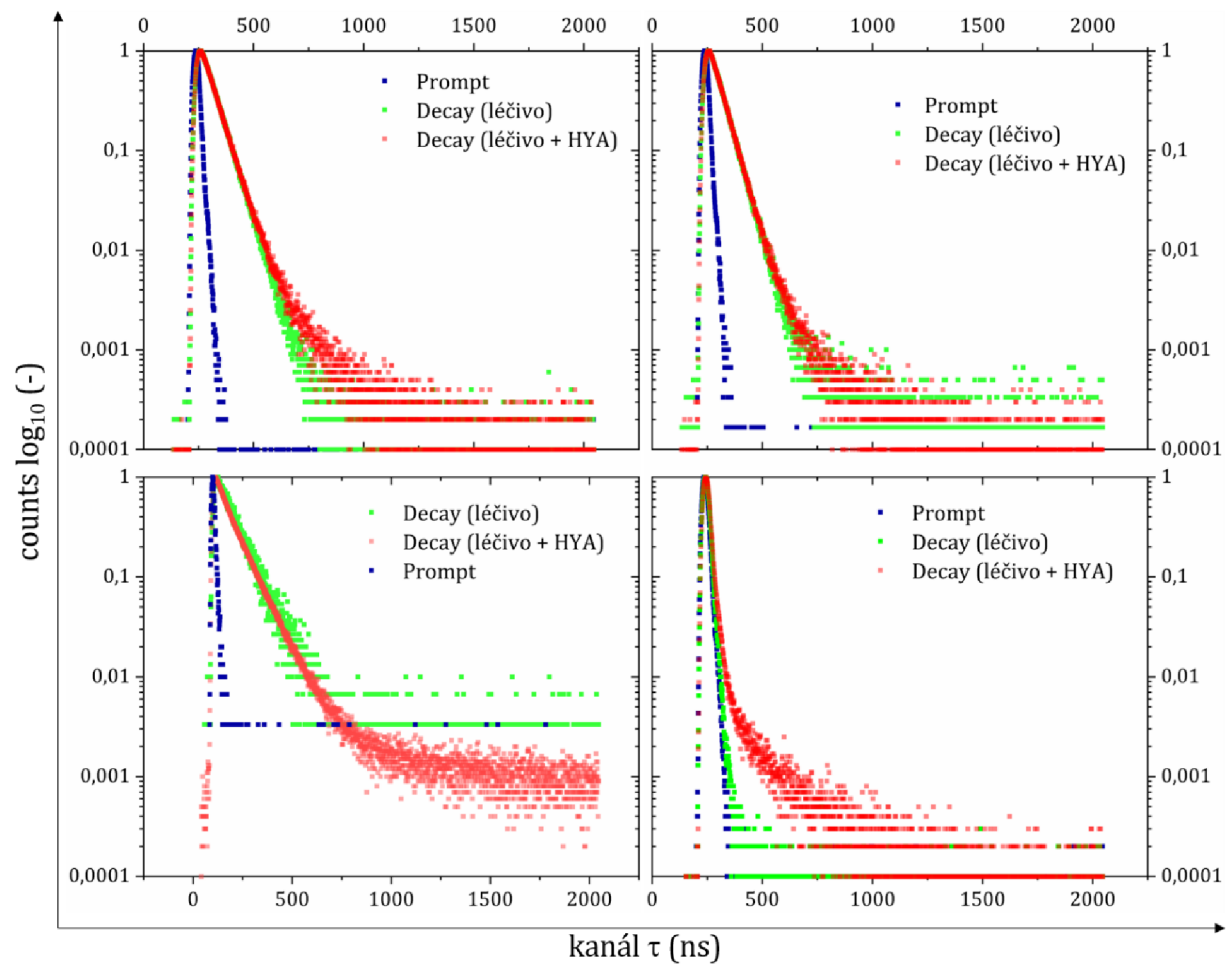 0 500 1000 1500 2000 0 500 1000 1500 2000
1 1
Prompt
Decay (léčivo)
Decay (léčivo + HYA)
Prompt
Decay (léčivo)
Decay (léčivo + HYA)
0,1 0,1
0,01 0,01
0,001 0,001
0,0001 0,0001
counts log10 (-)
1 1
Decay (léčivo)
Decay (léčivo + HYA)
Prompt
Prompt
Decay (léčivo)
Decay (léčivo + HYA)
0,1 0,1
0,01 0,01
0,001 0,001
0,0001 0,0001
0 500 1000 1500 2000 0 500 1000 1500 2000
kanál τ (ns)